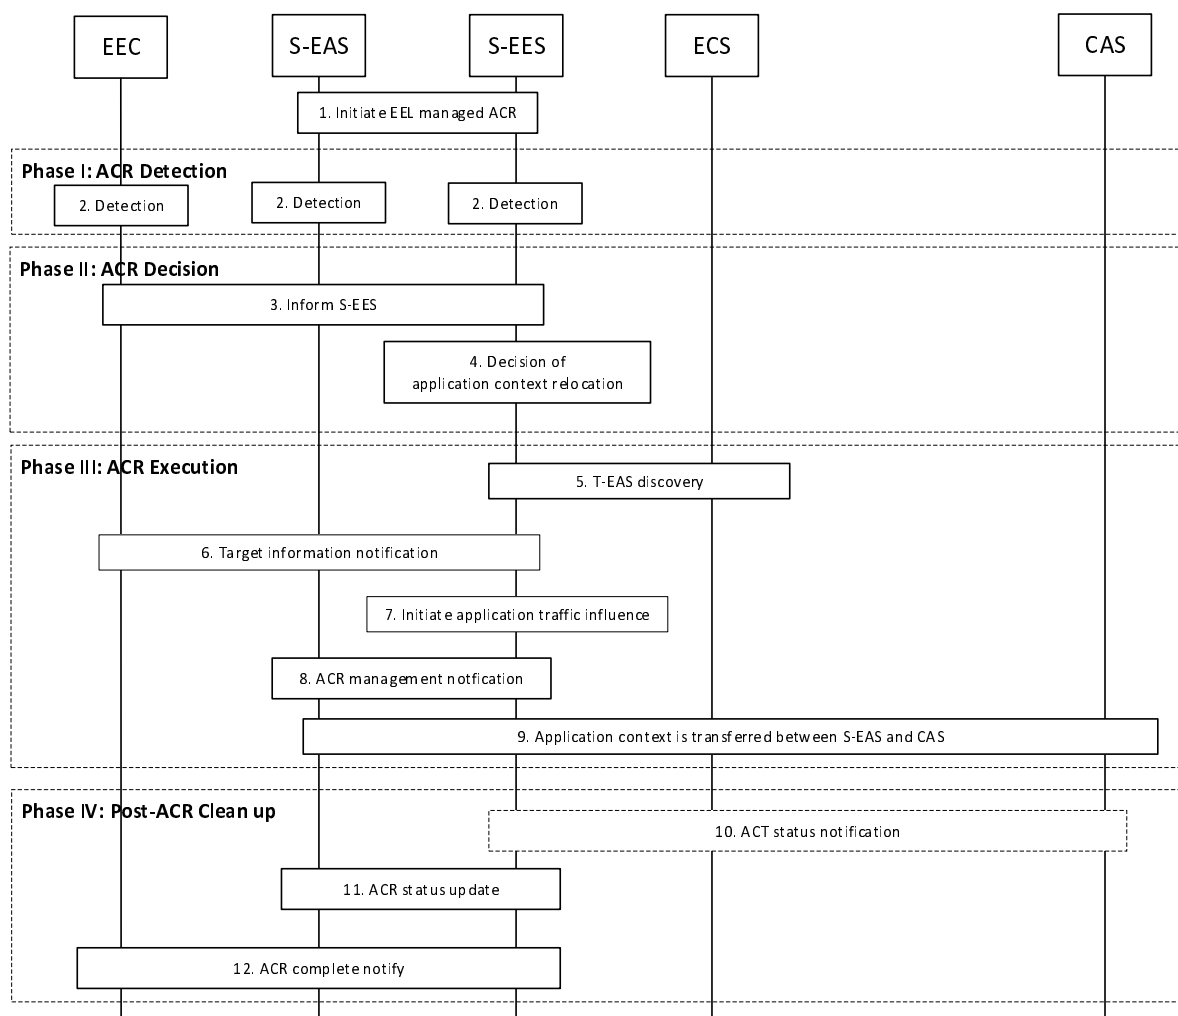 EEC
S-EAS
S-EES
ECS
CAS
1. Initiate EEL managed ACR
Phase I: ACR Detection
2. Detection
2. Detection
2. Detection
Phase II: ACR Decision
3. Inform S-EES
4. Decision of
application context relocation
Phase III: ACR Execution
5. T-EAS discovery
6. Target information notification
7. Initiate application traffic influence
8. ACR management notfication
9. Application context is transferred between S-EAS and CAS
Phase IV: Post-ACR Clean up
10. ACT status notification
11. ACR status update
12. ACR complete notify